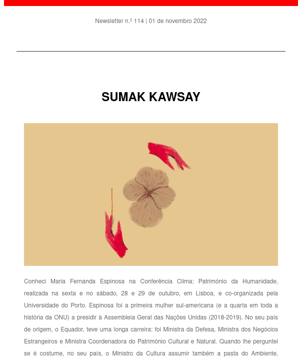 Newsletter n.º 114 | 01 de novembro 2022
SUMAK KAWSAY
Conheci Maria Fernanda Espinosa na Conferência Clima: Património da Humanidade,
realizada na sexta e no sábado, 28 e 29 de outubro, em Lisboa, e co-organizada pela
Universidade do Porto. Espinosa foi a primeira mulher sul-americana (e a quarta em toda a
história da ONU) a presidir à Assembleia Geral das Nações Unidas (2018-2019). No seu país
de origem, o Equador, teve uma longa carreira: foi Ministra da Defesa, Ministra dos Negócios
Estrangeiros e Ministra Coordenadora do Património Cultural e Natural. Quando lhe perguntei
se é costume, no seu país, o Ministro da Cultura assumir também a pasta do Ambiente,